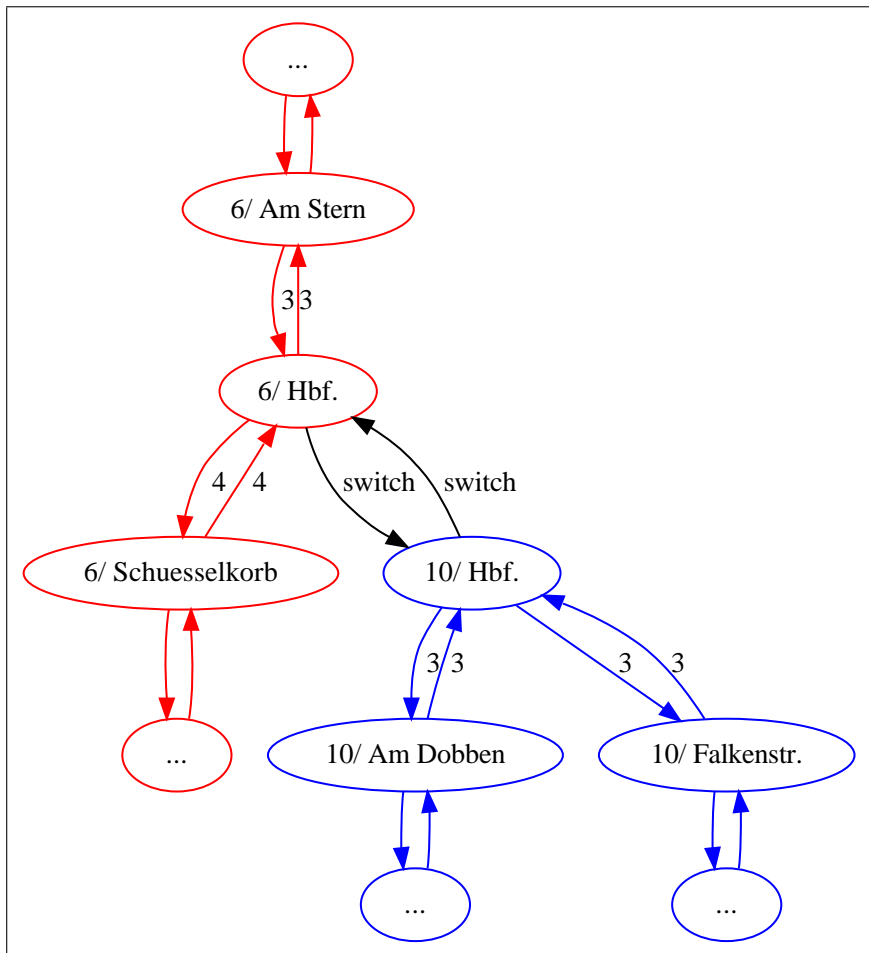 ...
6/ Am Stern
3 3
6/ Hbf.
4 4 switch switch
6/ Schuesselkorb 10/ Hbf.
3 3 3 3
... 10/ Am Dobben 10/ Falkenstr.
... ...